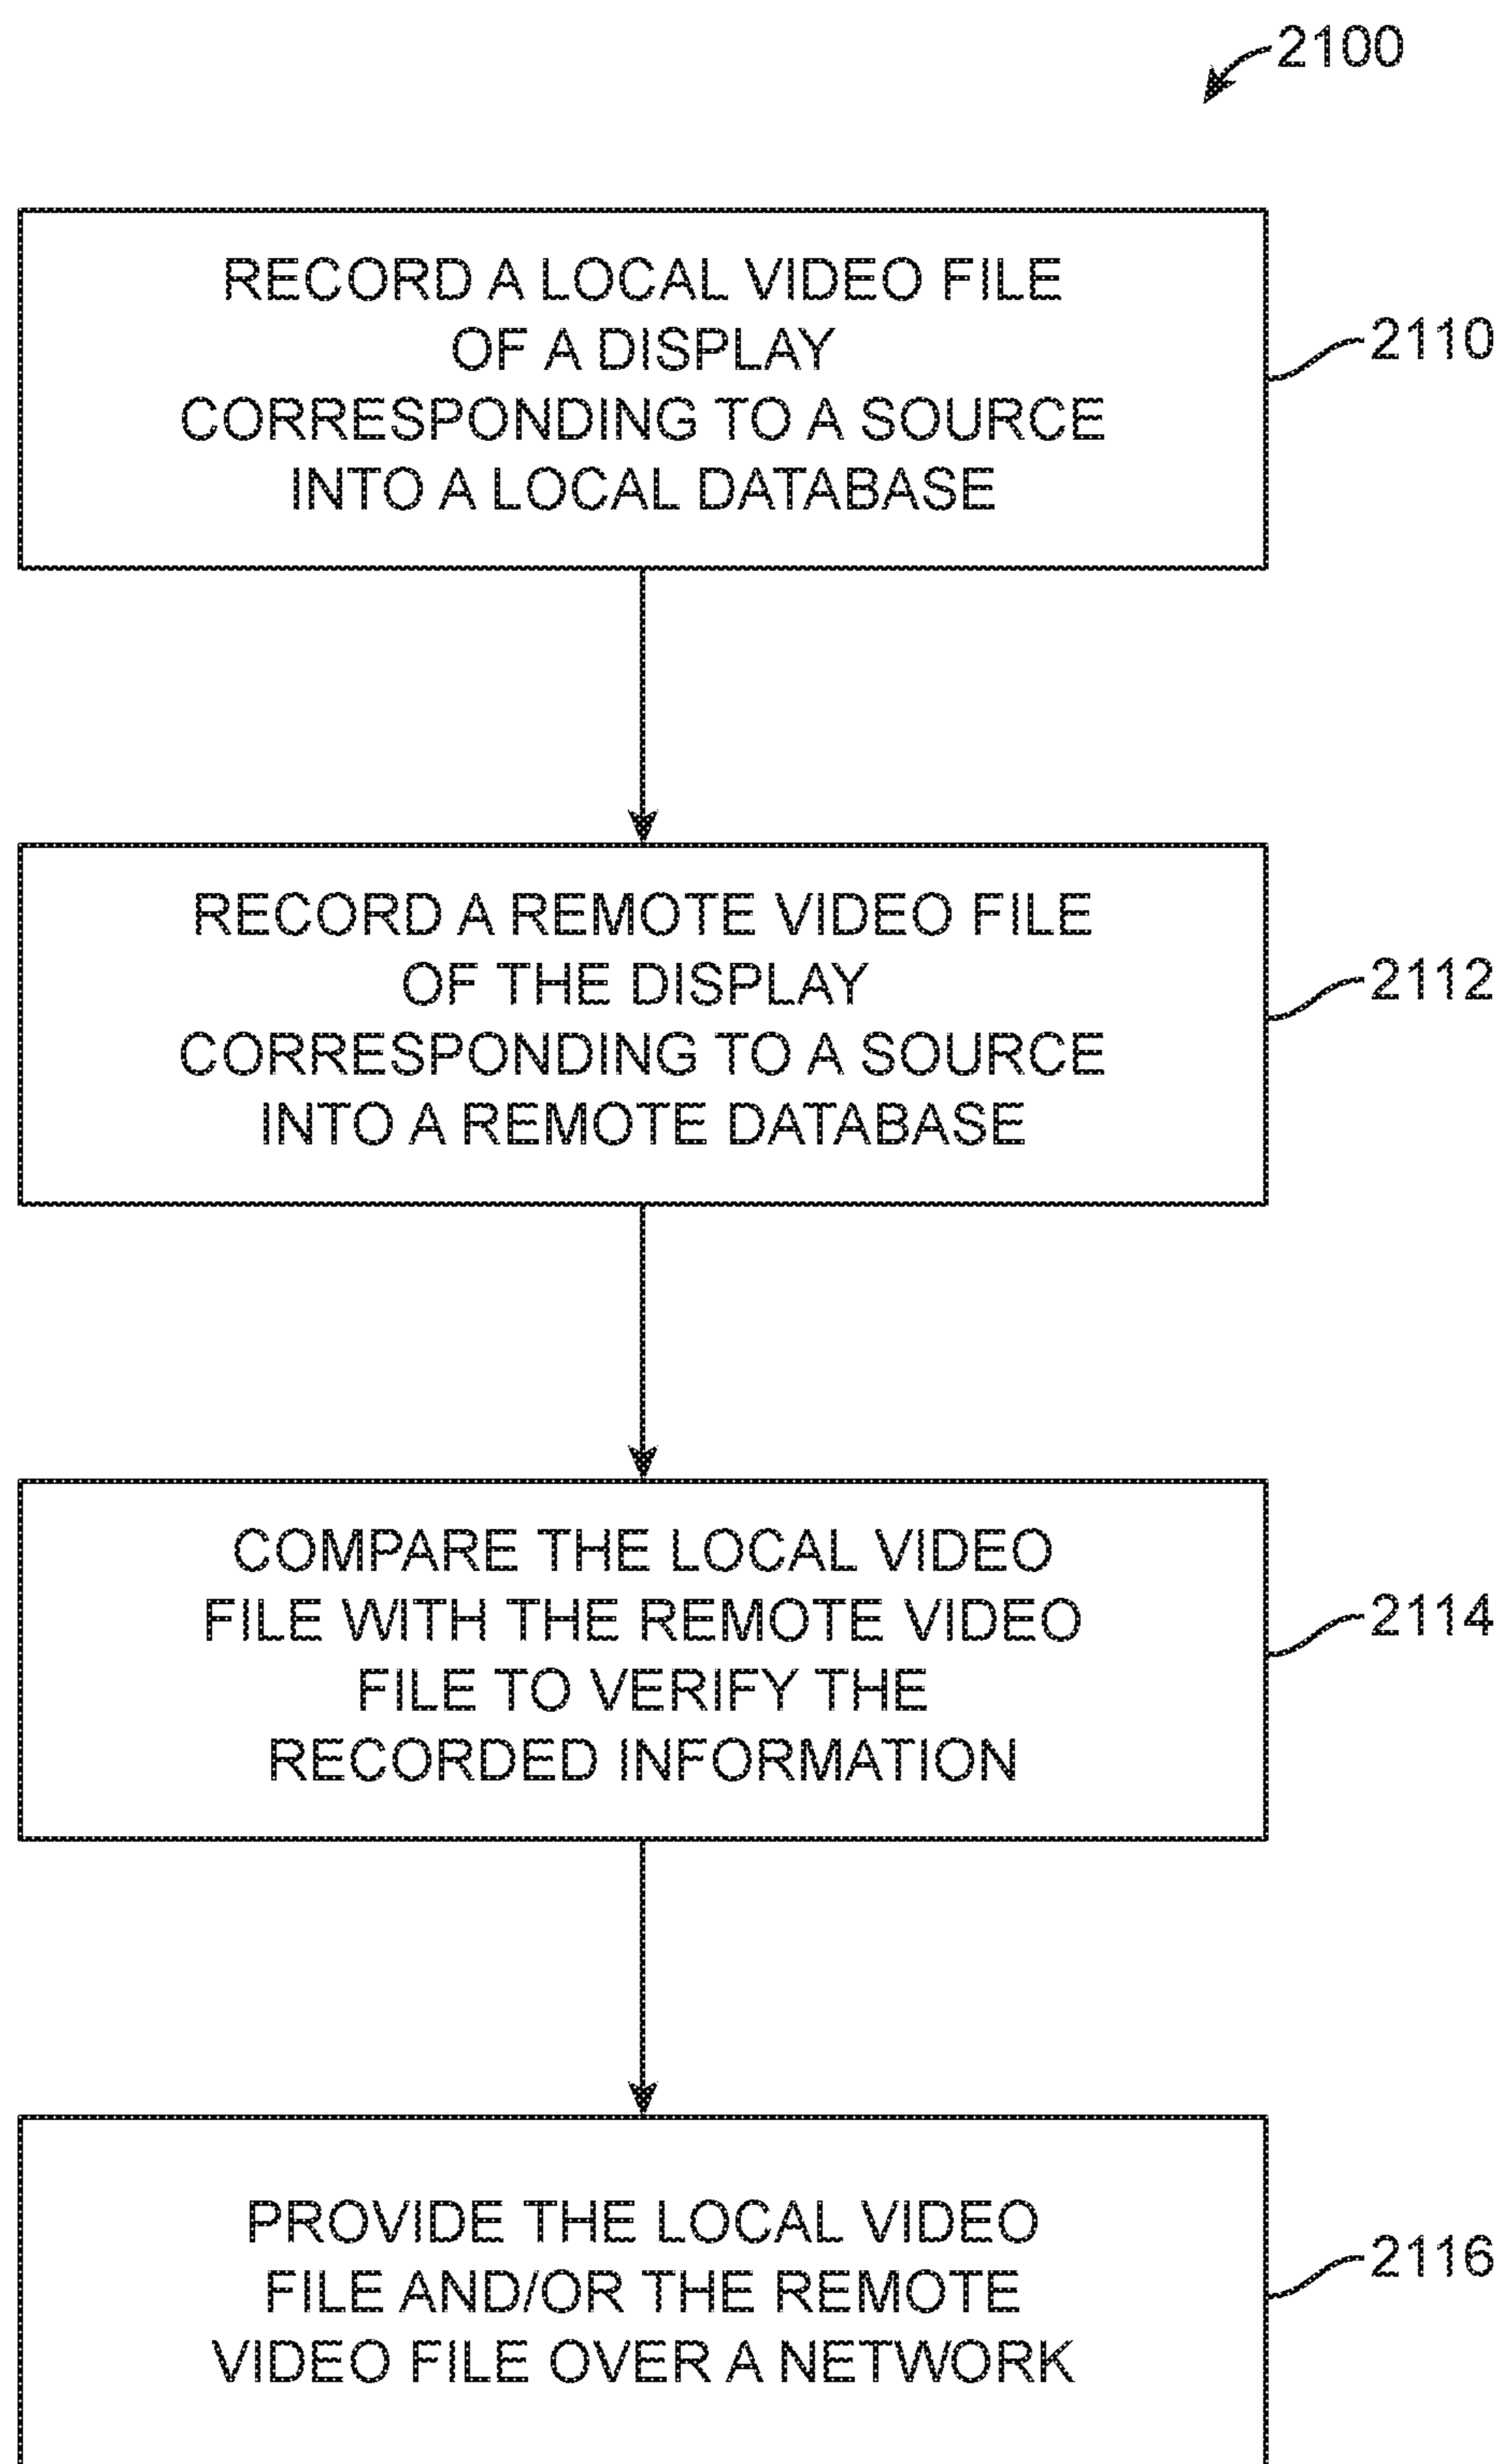 2100
RECORD A LOCAL VIDEO FILE
OF A DISPLAY
CORRESPONDING TO A SOURCE
INTO A LOCAL DATABASE
2110
RECORD A REMOTE VIDEO FILE
OF THE DISPLAY
CORRESPONDING TO A SOURCE
INTO A REMOTE DATABASE
2112
COMPARE THE LOCAL VIDEO
FILE WITH THE REMOTE VIDEO
FILE TO VERIFY THE
RECORDED INFORMATION
2114
PROVIDE THE LOCAL VIDEO
FILE AND/OR THE REMOTE
VIDEO FILE OVER A NETWORK
2116